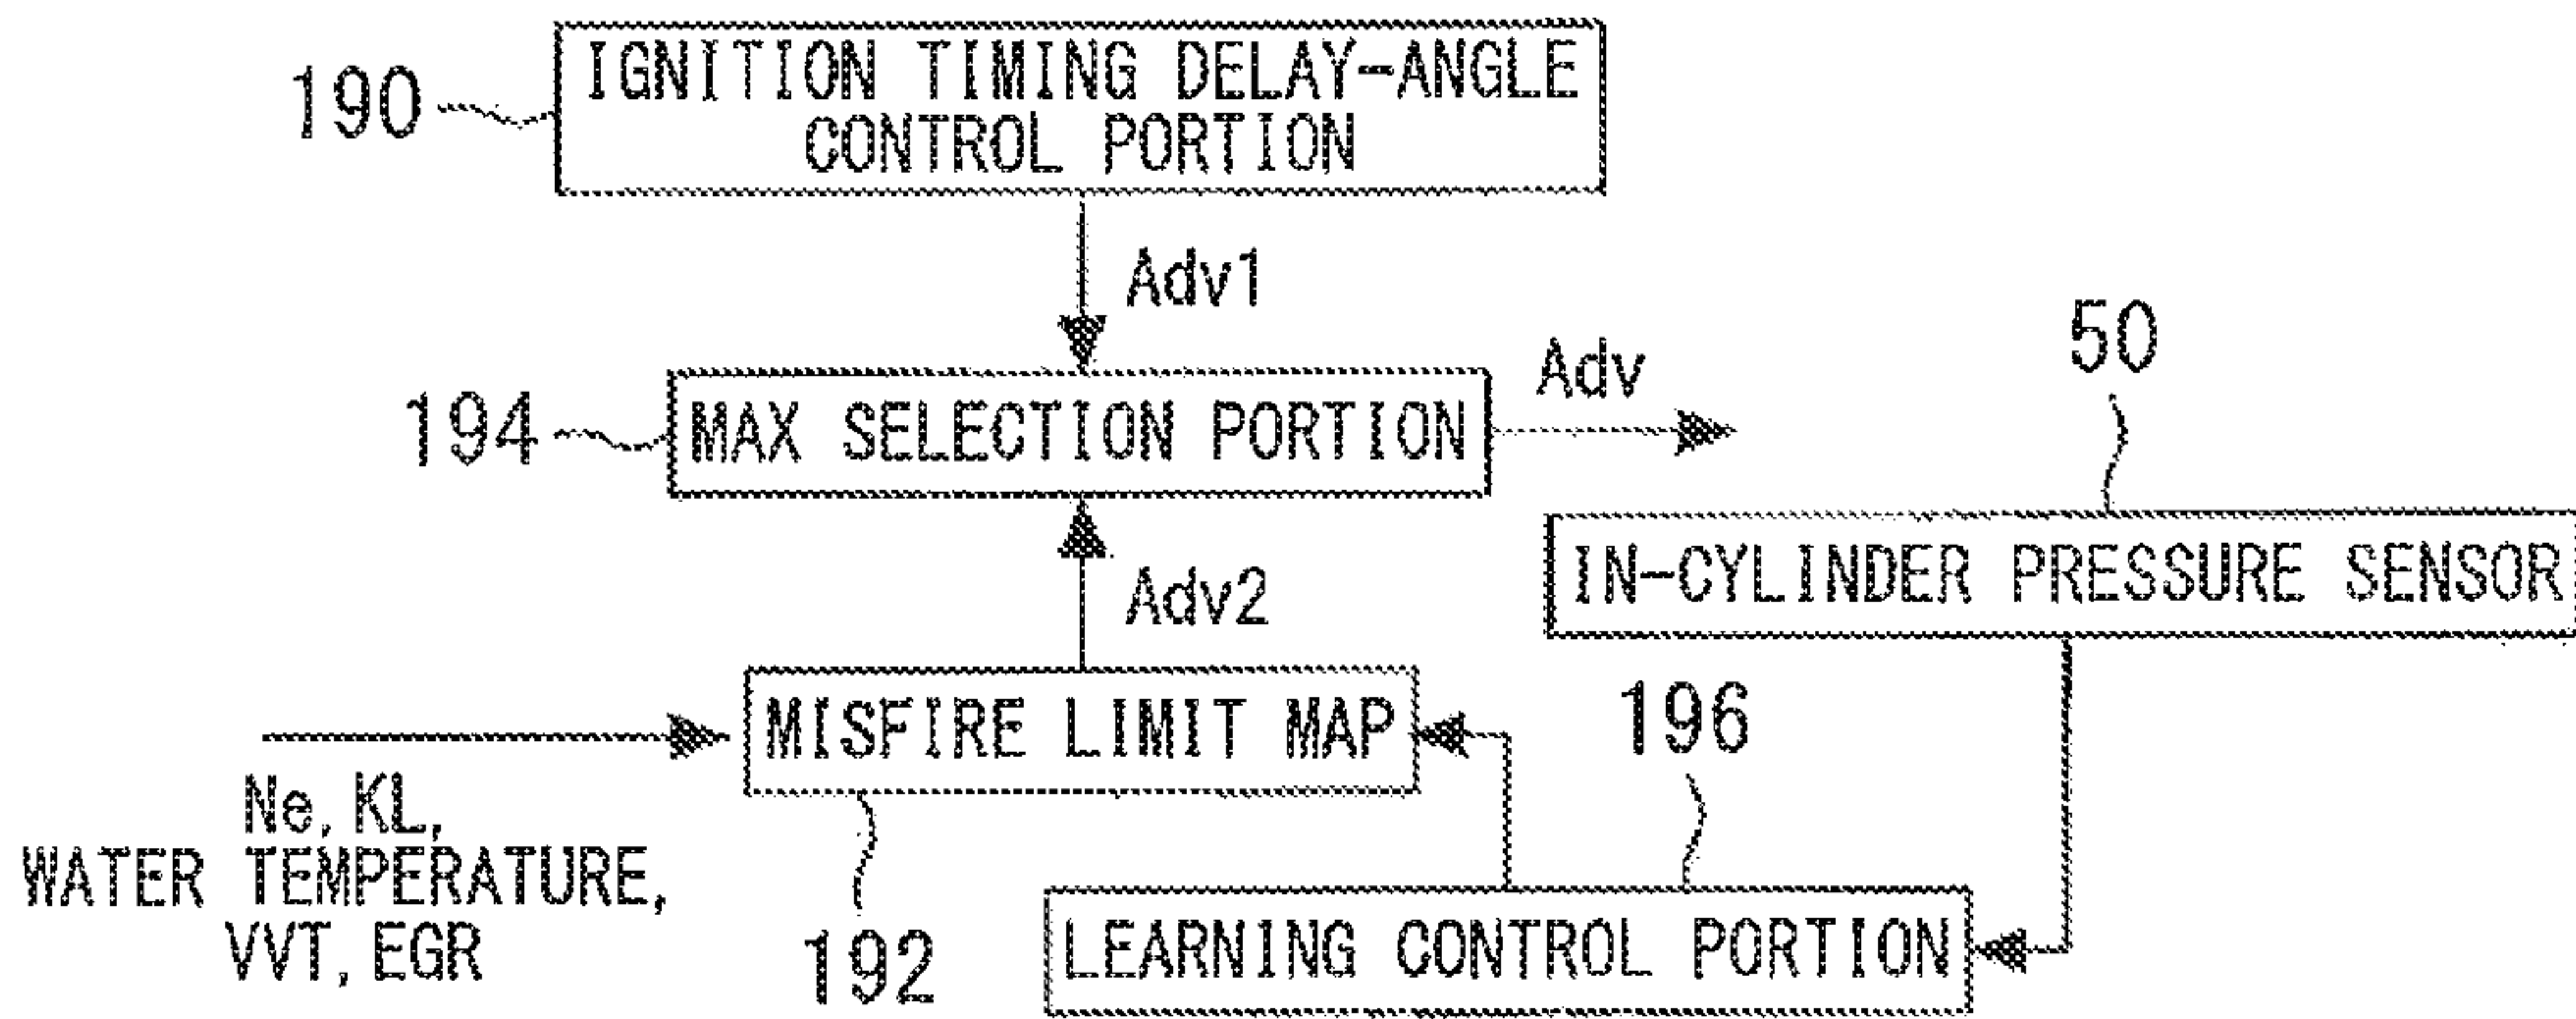 IGNITION TIMING DELAY-ANGLE
CONTROL PORTION
190
Adv1
50
Adv
194
MAX SELECTION PORTION
IN-CYLINDER PRESSURE SENSOR
Adv2
196
MISFIRE LIMIT MAP
Ne, KL,
WATER TEMPERATURE,
VVT, EGR
192
LEARNING CONTROL PORTION